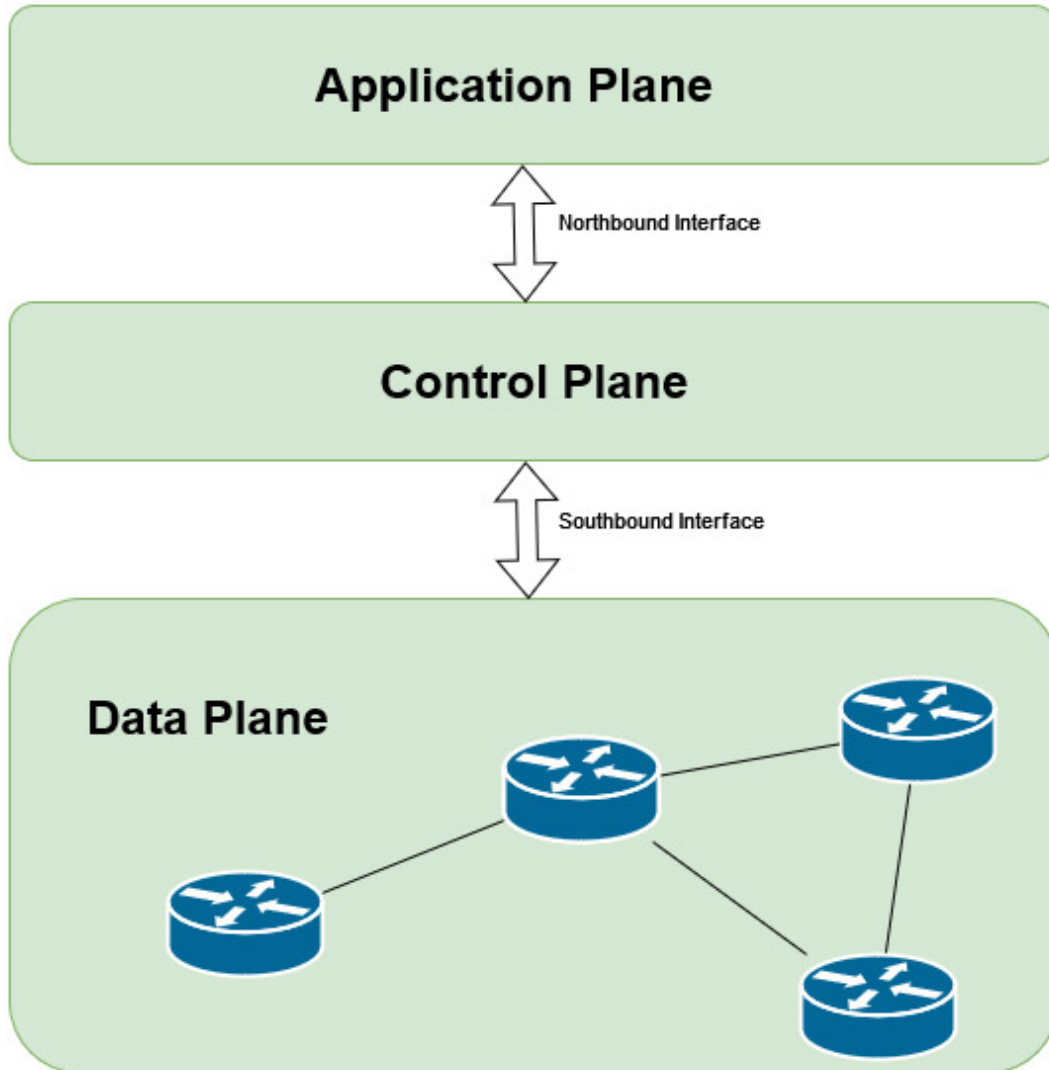 Application Plane
Northbound Interface
Control Plane
Southbound Interface
Data Plane